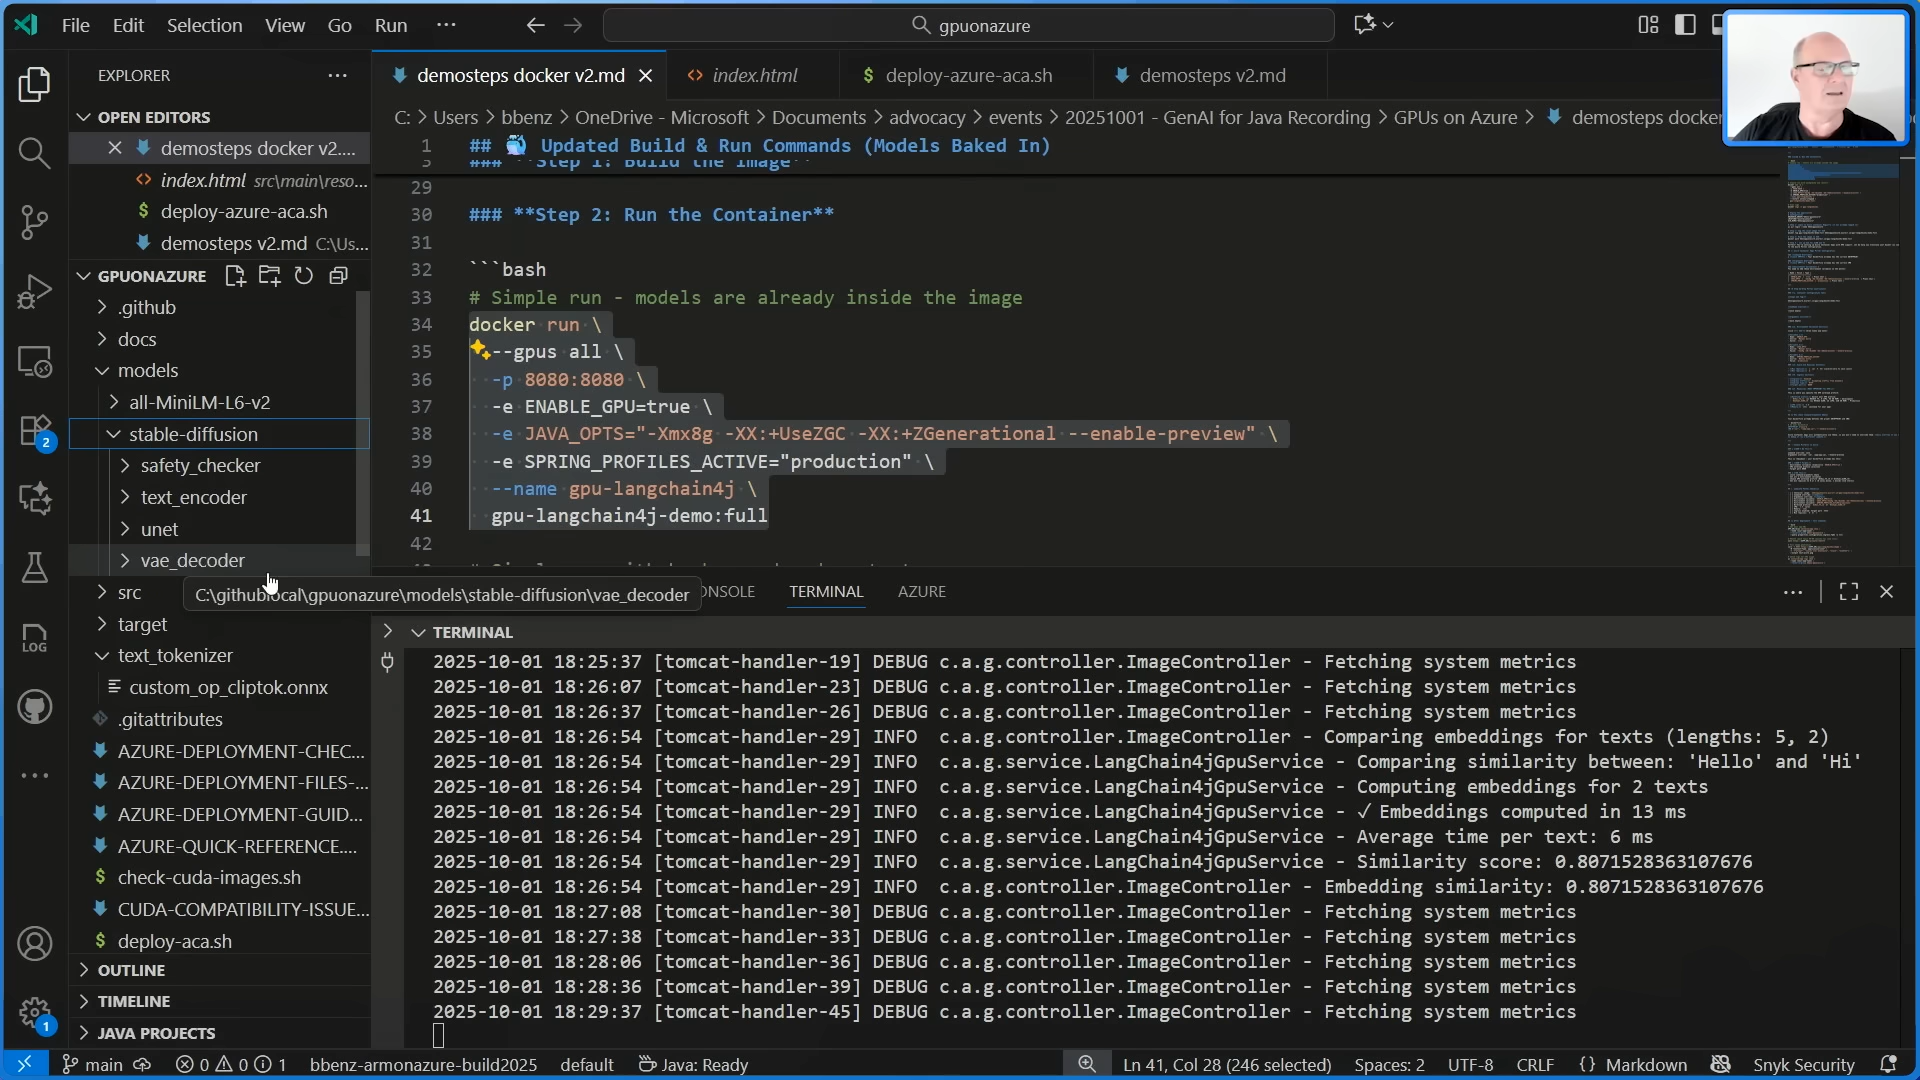 File Edit Selection View Go Run ···
gpuonazure
EXPLORER
OPEN EDITORS
demosteps docker v2....
index.html src\main\reso...
deploy-azure-aca.sh
demosteps v2.md C:\Us...
GPUONAZURE
.github
docs
models
all-MiniLM-L6-v2
stable-diffusion
safety_checker
text_encoder
unet
vae_decoder
C:\githublocal\gpuonazure\models\stable-diffusion\vae_decoder
src
target
text_tokenizer
custom_op_cliptok.onnx
.gitattributes
AZURE-DEPLOYMENT-CHEC...
AZURE-DEPLOYMENT-FILES-...
AZURE-DEPLOYMENT-GUID...
AZURE-QUICK-REFERENCE....
check-cuda-images.sh
CUDA-COMPATIBILITY-ISSUE...
deploy-aca.sh
OUTLINE
TIMELINE
JAVA PROJECTS
2
LOG
1
demosteps docker v2.md
index.html
deploy-azure-aca.sh
demosteps v2.md
C: > Users > bbenz > OneDrive - Microsoft > Documents > advocacy > events > 20251001 - GenAI for Java Recording > GPUs on Azure > demosteps docker
1 ## 🐳 Updated Build & Run Commands (Models Baked In)
### **Step 1: Build the Image**
29
30 ### **Step 2: Run the Container**
31
32 ```bash
33 # Simple run - models are already inside the image
34 docker run \
35 --gpus all \
36 -p 8080:8080 \
37 -e ENABLE_GPU=true \
38 -e JAVA_OPTS="-Xmx8g -XX:+UseZGC -XX:+ZGenerational --enable-preview" \
39 -e SPRING_PROFILES_ACTIVE="production" \
40 --name gpu-langchain4j \
41 gpu-langchain4j-demo:full
42
ONSOLE TERMINAL AZURE
TERMINAL
2025-10-01 18:25:37 [tomcat-handler-19] DEBUG c.a.g.controller.ImageController - Fetching system metrics
2025-10-01 18:26:07 [tomcat-handler-23] DEBUG c.a.g.controller.ImageController - Fetching system metrics
2025-10-01 18:26:37 [tomcat-handler-26] DEBUG c.a.g.controller.ImageController - Fetching system metrics
2025-10-01 18:26:54 [tomcat-handler-29] INFO c.a.g.controller.ImageController - Comparing embeddings for texts (lengths: 5, 2)
2025-10-01 18:26:54 [tomcat-handler-29] INFO c.a.g.service.LangChain4jGpuService - Comparing similarity between: 'Hello' and 'Hi'
2025-10-01 18:26:54 [tomcat-handler-29] INFO c.a.g.service.LangChain4jGpuService - Computing embeddings for 2 texts
2025-10-01 18:26:54 [tomcat-handler-29] INFO c.a.g.service.LangChain4jGpuService - ✓ Embeddings computed in 13 ms
2025-10-01 18:26:54 [tomcat-handler-29] INFO c.a.g.service.LangChain4jGpuService - Average time per text: 6 ms
2025-10-01 18:26:54 [tomcat-handler-29] INFO c.a.g.service.LangChain4jGpuService - Similarity score: 0.8071528363107676
2025-10-01 18:26:54 [tomcat-handler-29] INFO c.a.g.controller.ImageController - Embedding similarity: 0.8071528363107676
2025-10-01 18:27:08 [tomcat-handler-30] DEBUG c.a.g.controller.ImageController - Fetching system metrics
2025-10-01 18:27:38 [tomcat-handler-33] DEBUG c.a.g.controller.ImageController - Fetching system metrics
2025-10-01 18:28:06 [tomcat-handler-36] DEBUG c.a.g.controller.ImageController - Fetching system metrics
2025-10-01 18:28:36 [tomcat-handler-39] DEBUG c.a.g.controller.ImageController - Fetching system metrics
2025-10-01 18:29:37 [tomcat-handler-45] DEBUG c.a.g.controller.ImageController - Fetching system metrics
main 0 0 1 bbenz-armonazure-build2025 default Java: Ready Ln 41, Col 28 (246 selected) Spaces: 2 UTF-8 CRLF {} Markdown Snyk Security